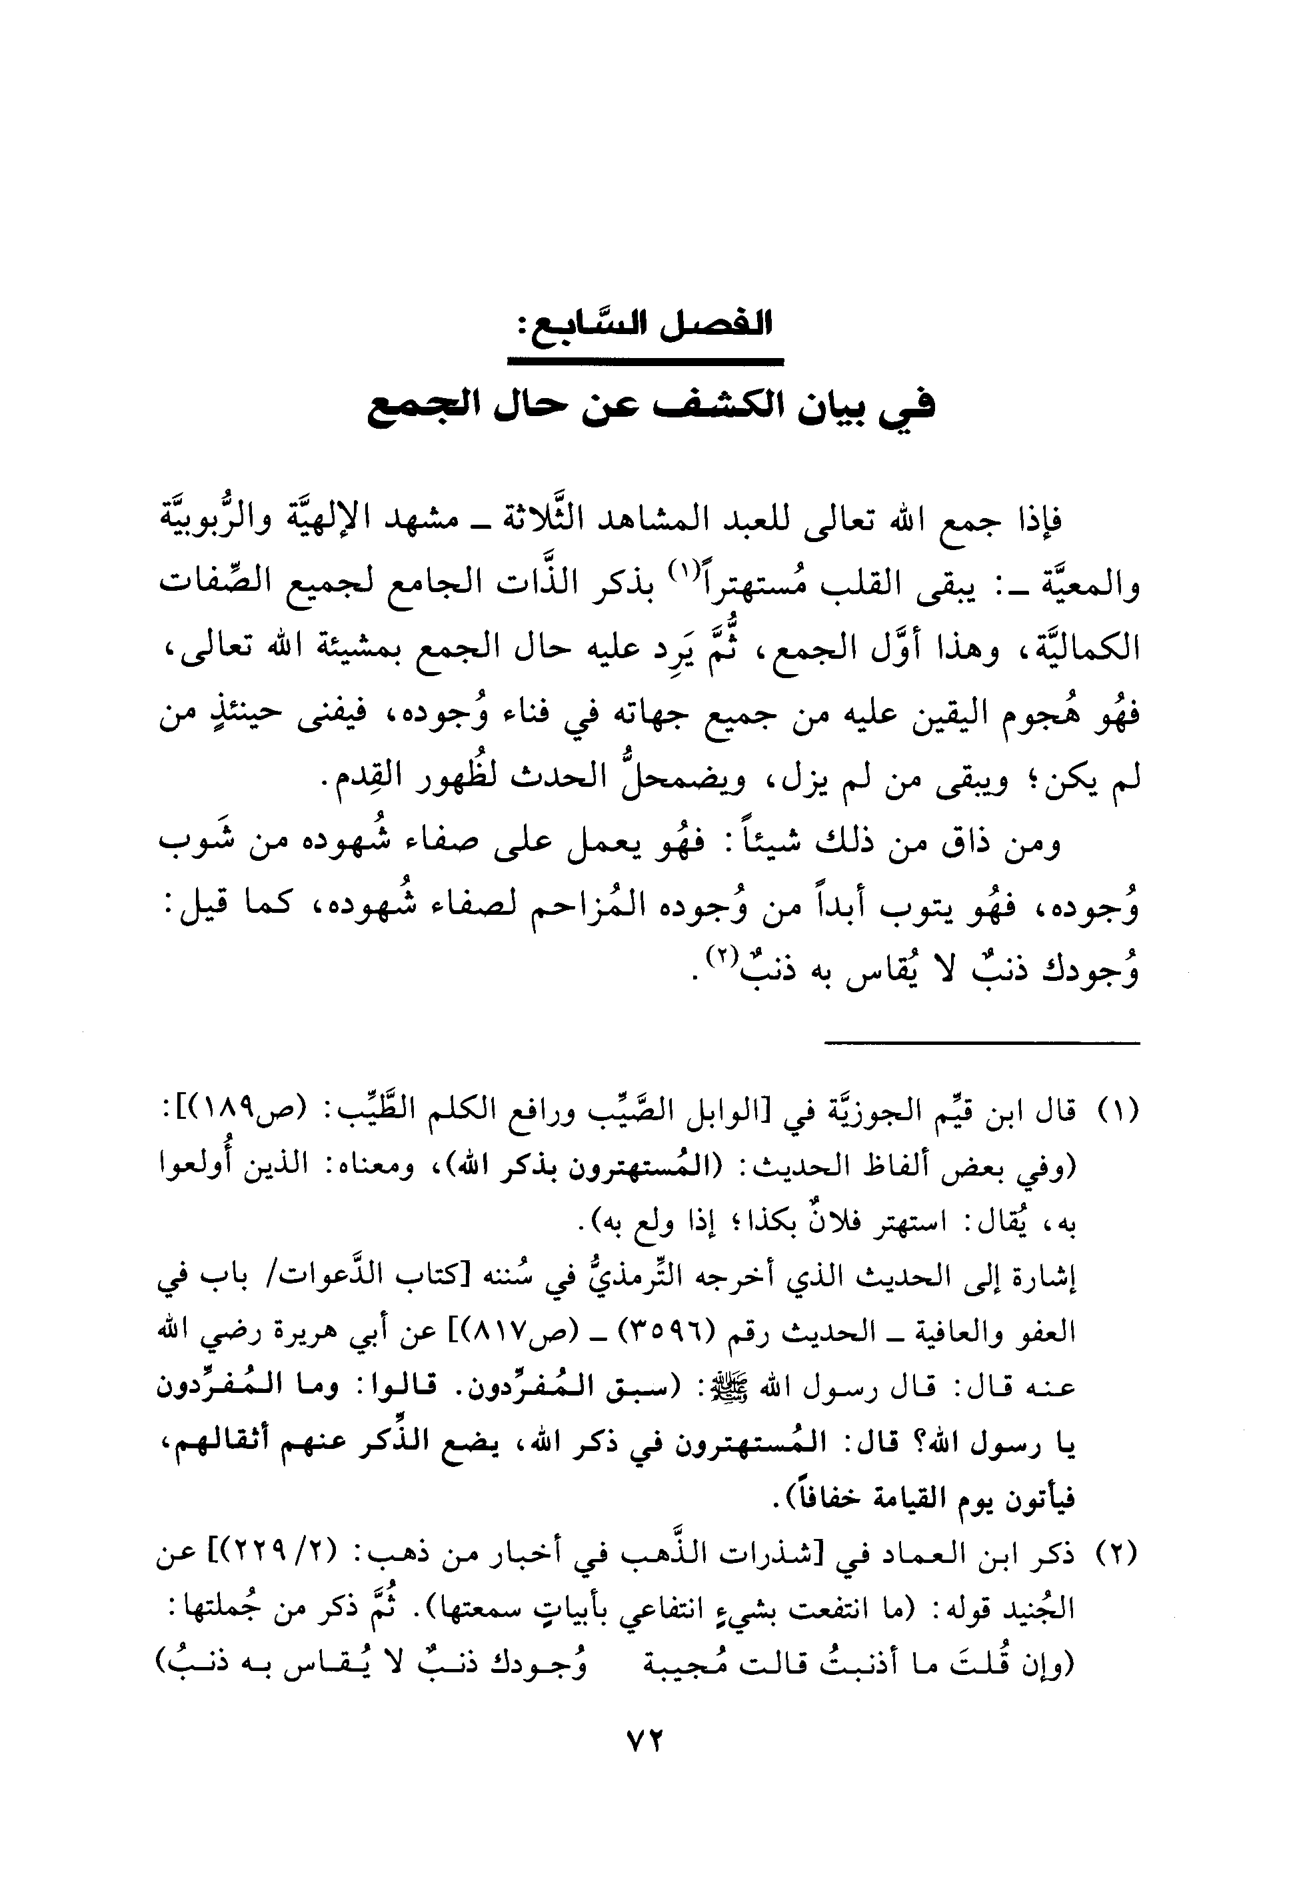 الفصل السَّابع:
في بيان الكشف عن حال الجمع
فإذا جمع الله تعالى للعبد المشاهد الثَّلاثة ـ مشهد الإلهيَّة والرُّبوبيَّة
والمعيَّة ـ: يبقى القلب مُستهتراً(١) بذكر الذَّات الجامع لجميع الصِّفات
الكماليَّة، وهذا أوَّل الجمع، ثُمَّ يَرِد عليه حال الجمع بمشيئة الله تعالى،
فهُو هُجوم اليقين عليه من جميع جهاته في فناء وُجوده، فيفنى حينئذٍ من
لم يكن؛ ويبقى من لم يزل، ويضمحلُّ الحدث لظُهور القِدم.
ومن ذاق من ذلك شيئاً: فهُو يعمل على صفاء شُهوده من شَوب
وُجوده، فهُو يتوب أبداً من وُجوده المُزاحم لصفاء شُهوده، كما قيل:
وُجودك ذنبٌ لا يُقاس به ذنبٌ(٢).
(١) قال ابن قيِّم الجوزيَّة في [الوابل الصَّيِّب ورافع الكلم الطَّيِّب: (ص١٨٩)]:
(وفي بعض ألفاظ الحديث: (المُستهترون بذكر الله)، ومعناه: الذين أُولعوا
به، يُقال: استهتر فلانٌ بكذا؛ إذا ولع به).
إشارة إلى الحديث الذي أخرجه التِّرمذيُّ في سُننه [كتاب الدَّعوات/ باب في
العفو والعافية ـ الحديث رقم (٣٥٩٦) ـ (ص٨١٧)] عن أبي هريرة رضي الله
عنه قال: قال رسول الله ﷺ: (سبق المُفرِّدون. قالوا: وما المُفرِّدون
يا رسول الله؟ قال: المُستهترون في ذكر الله، يضع الذِّكر عنهم أثقالهم،
فيأتون يوم القيامة خفافاً).
(٢) ذكر ابن العماد في [شذرات الذَّهب في أخبار من ذهب: (٢/ ٢٢٩)] عن
الجُنيد قوله: (ما انتفعت بشيءٍ انتفاعي بأبياتٍ سمعتها). ثُمَّ ذكر من جُملتها:
(وإن قُلتَ ما أذنبتُ قالت مُجيبة وُجودك ذنبٌ لا يُقاس به ذنبُ)
٧٢